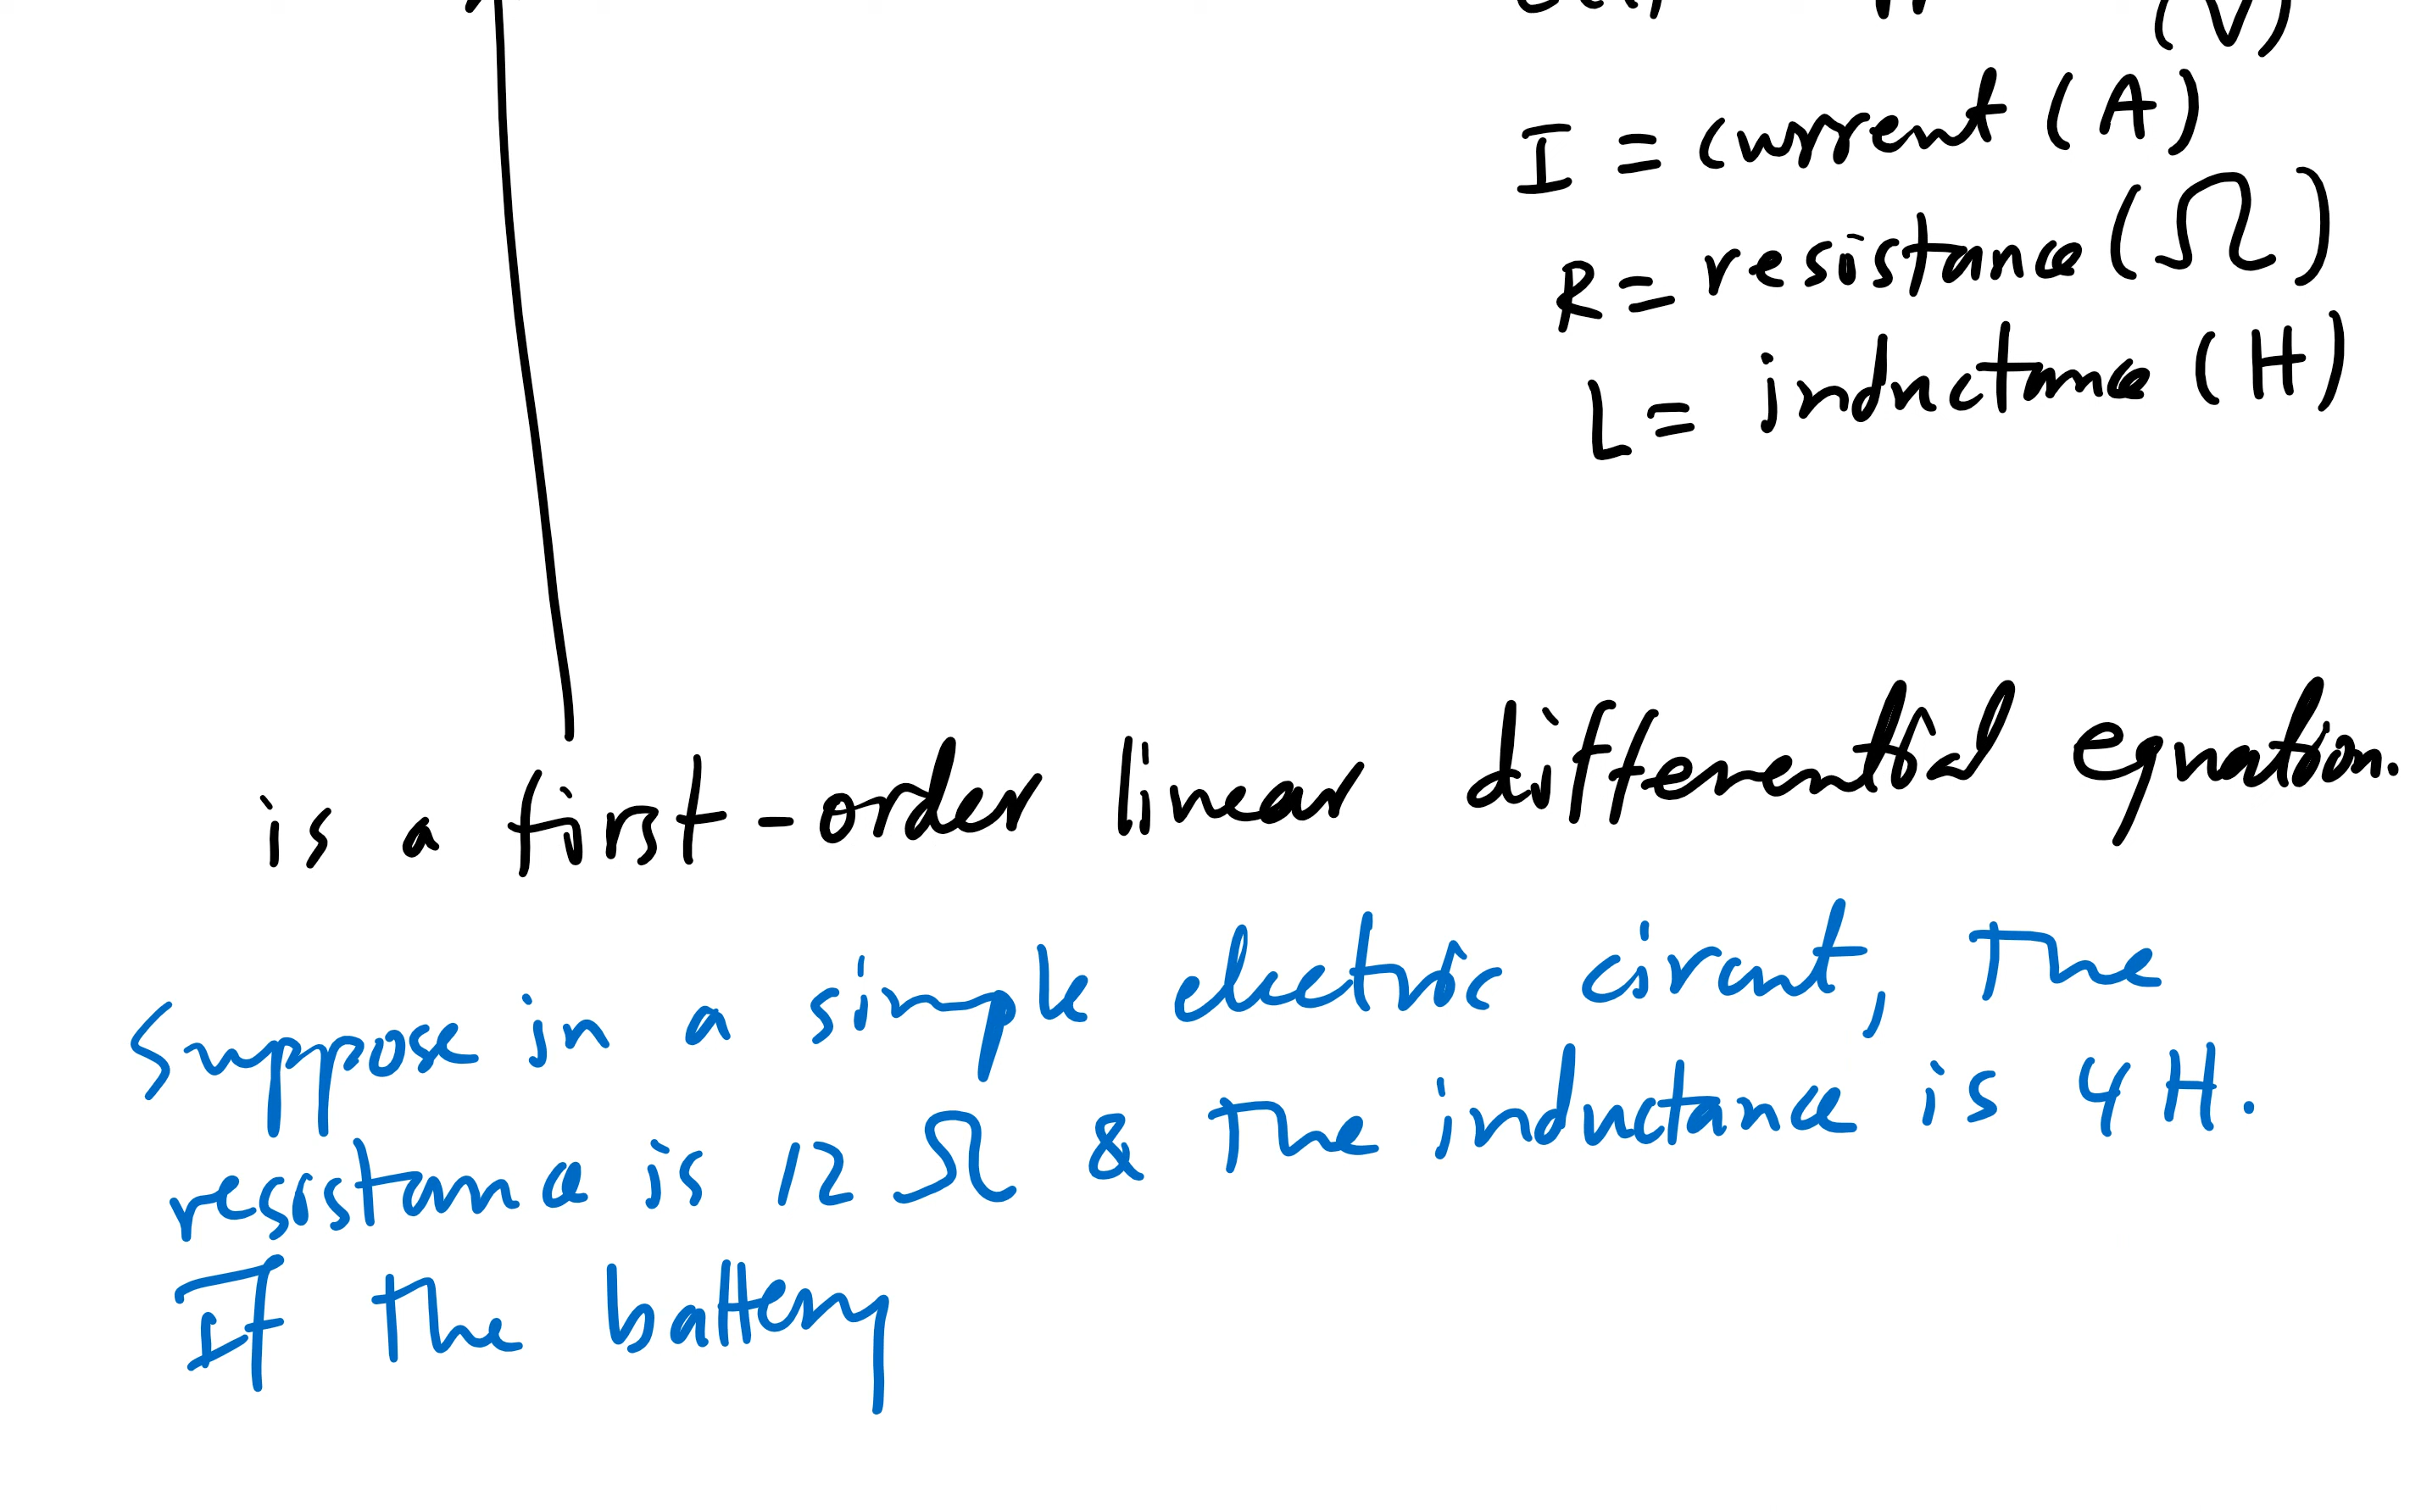 (V)
I = current (A)
R = resistance (Ω)
L = inductance (H)
is a first-order linear differential equation.
Suppose in a simple electric circuit, the
resistance is 12 Ω & the inductance is 4H.
If the battery